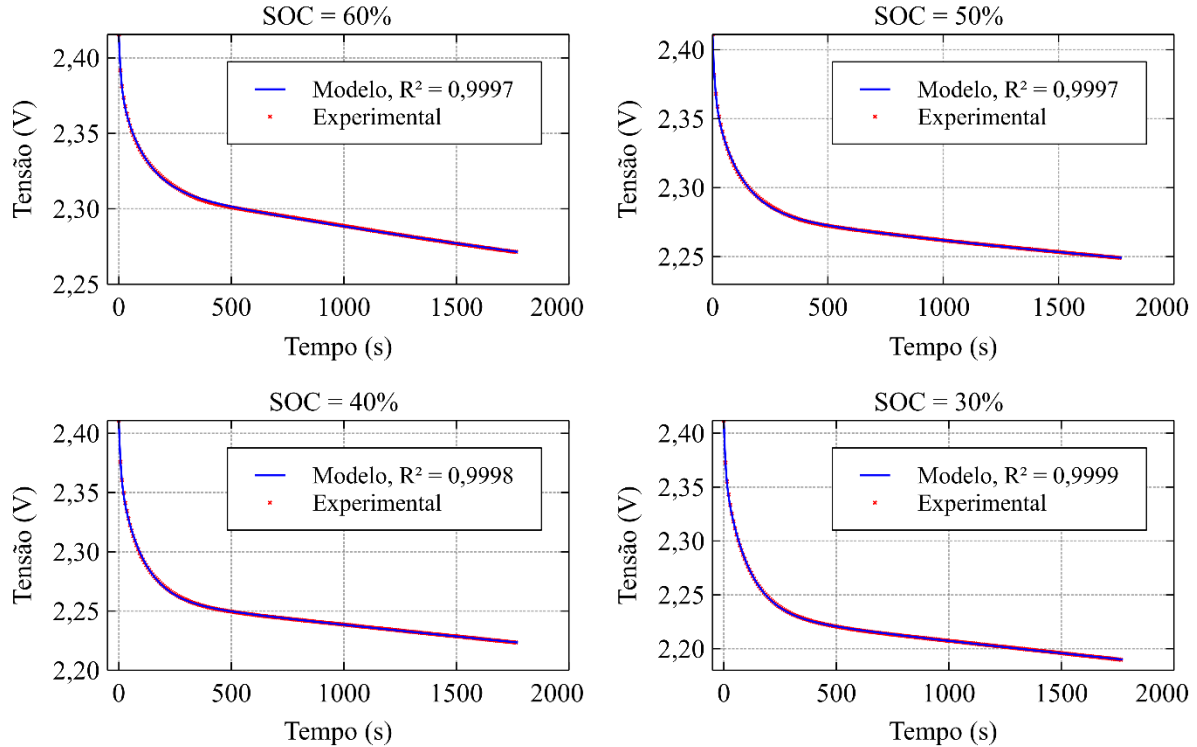 SOC = 60%
Tensão (V)
2,40
2,35
2,30
2,25
Modelo, R² = 0,9997
Experimental
0 500 1000 1500 2000
Tempo (s)
SOC = 50%
Tensão (V)
2,40
2,35
2,30
2,25
Modelo, R² = 0,9997
Experimental
0 500 1000 1500 2000
Tempo (s)
SOC = 40%
Tensão (V)
2,40
2,35
2,30
2,25
2,20
Modelo, R² = 0,9998
Experimental
0 500 1000 1500 2000
Tempo (s)
SOC = 30%
Tensão (V)
2,40
2,35
2,30
2,25
2,20
Modelo, R² = 0,9999
Experimental
0 500 1000 1500 2000
Tempo (s)